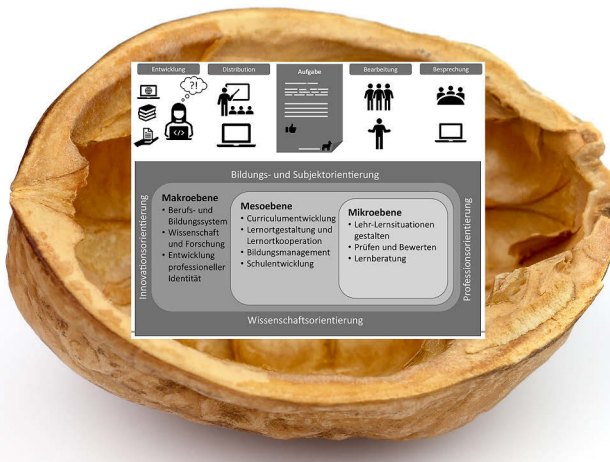 Entwicklung
Distribution
Aufgabe
Bearbeitung
Besprechung
?!
</>
Bildungs- und Subjektorientierung
Innovationsorientierung
Makroebene
• Berufs- und
Bildungssystem
• Wissenschaft
und Forschung
• Entwicklung
professioneller
Identität
Mesoebene
• Curriculumentwicklung
• Lernortgestaltung und
Lernortkooperation
• Bildungsmanagement
• Schulentwicklung
Mikroebene
• Lehr-Lernsituationen
gestalten
• Prüfen und Bewerten
• Lernberatung
Professionsorientierung
Wissenschaftsorientierung